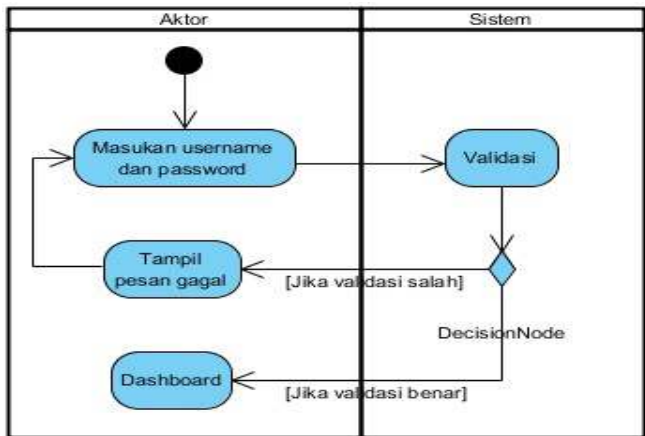 Aktor
Sistem
Masukan username
dan password
Validasi
Tampil
pesan gagal
[Jika validasi salah]
DecisionNode
Dashboard
[Jika validasi benar]